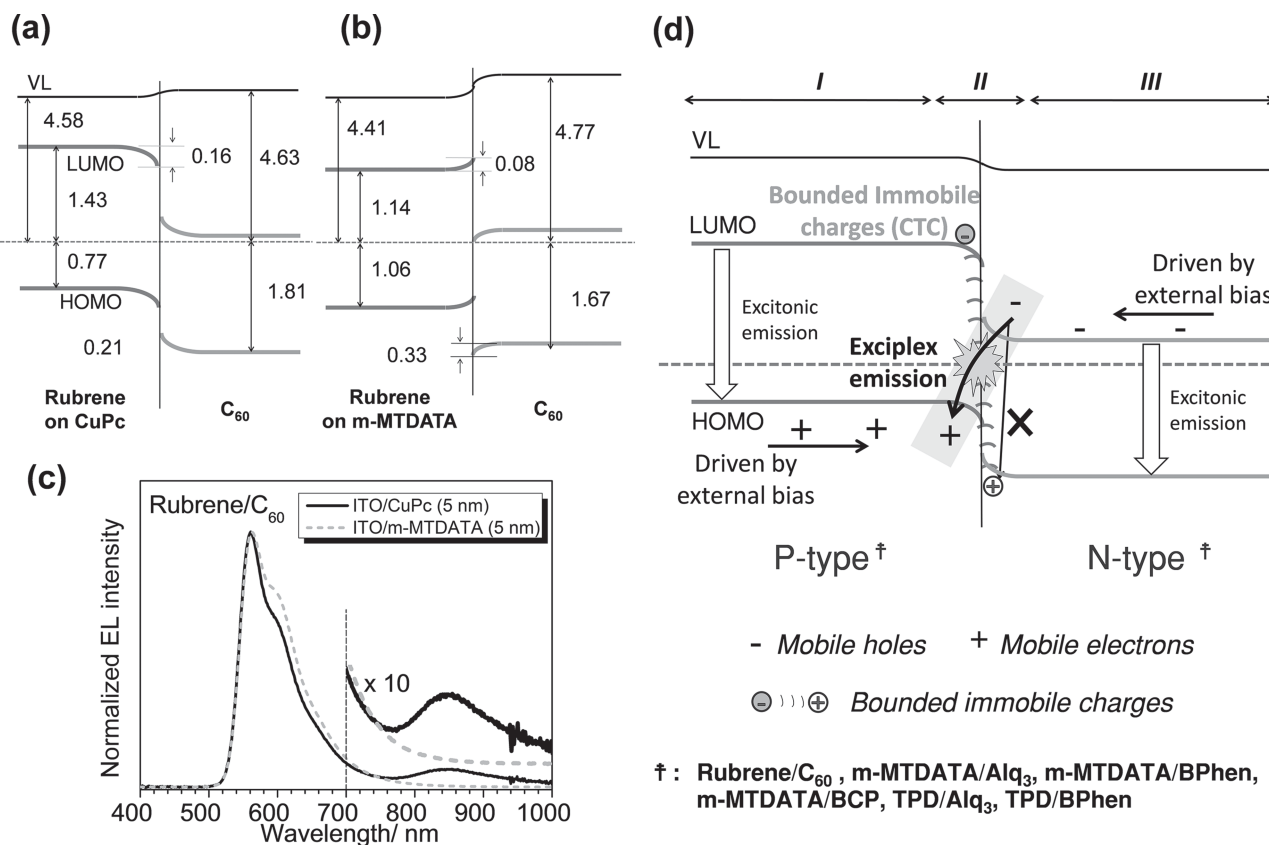 (a)
VL
4.58
LUMO
0.16
4.63
1.43
0.77
HOMO
1.81
0.21
Rubrene
on CuPc
C60
(b)
4.41
4.77
0.08
1.14
1.06
1.67
0.33
Rubrene
on m-MTDATA
C60
(c)
Rubrene/C60
ITO/CuPc (5 nm)
ITO/m-MTDATA (5 nm)
x 10
Normalized EL intensity
400 500 600 700 800 900 1000
Wavelength/ nm
(d)
I II III
VL
Bounded Immobile
charges (CTC)
LUMO
-
Driven by
external bias
Excitonic
emission
-
- -
Exciplex
emission
Excitonic
emission
HOMO
+ + +
×
Driven by
external bias
+
P-type ‡
N-type ‡
- Mobile holes + Mobile electrons
- + Bounded immobile charges
‡ : Rubrene/C60 , m-MTDATA/Alq3, m-MTDATA/BPhen,
m-MTDATA/BCP, TPD/Alq3, TPD/BPhen